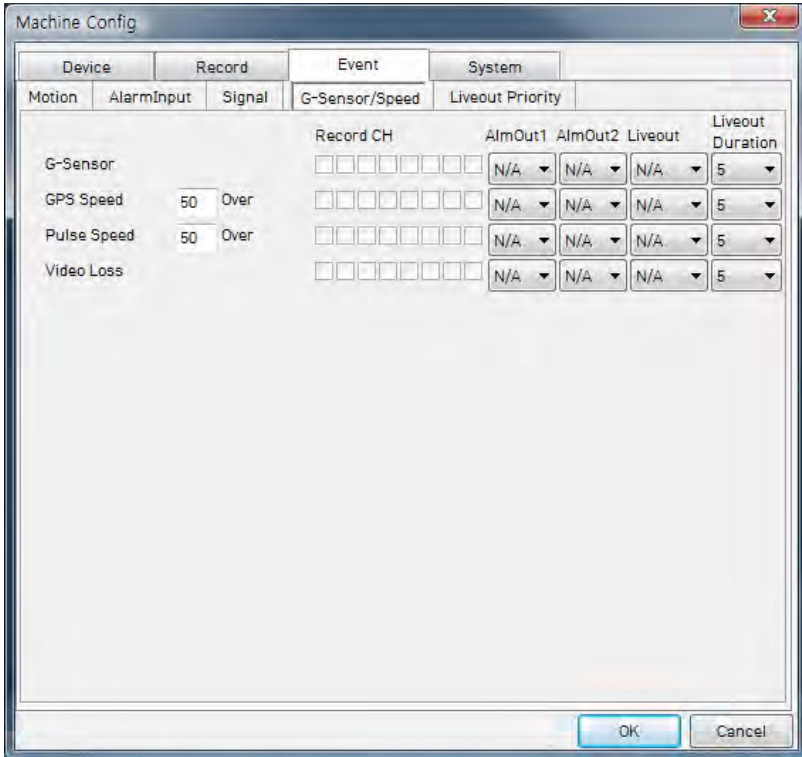 Machine Config
Device Record Event System
Motion AlarmInput Signal G-Sensor/Speed Liveout Priority
Record CH AlmOut1 AlmOut2 Liveout Liveout Duration
G-Sensor N/A N/A N/A 5
GPS Speed 50 Over N/A N/A N/A 5
Pulse Speed 50 Over N/A N/A N/A 5
Video Loss N/A N/A N/A 5
OK Cancel